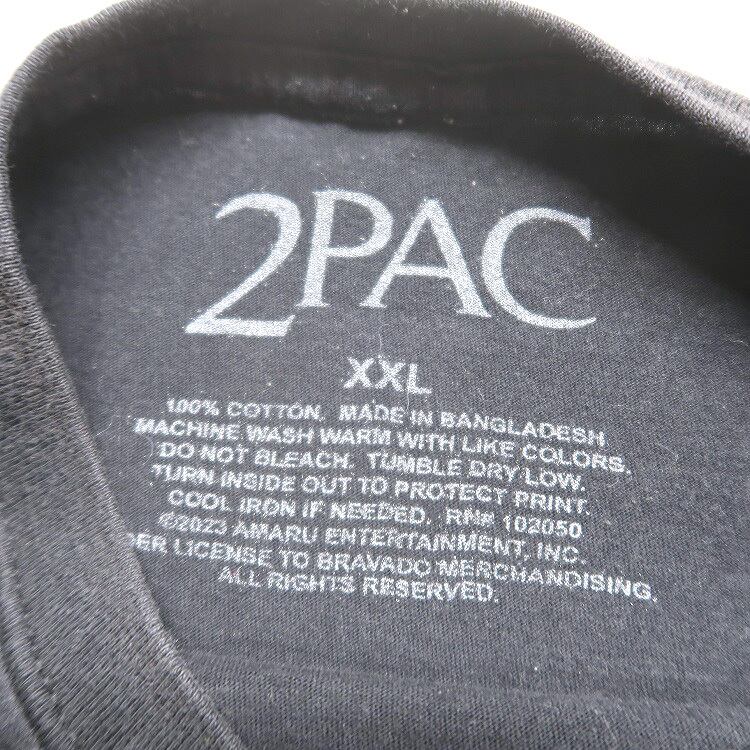 2PAC
XXL
100% COTTON. MADE IN BANGLADESH
MACHINE WASH WARM WITH LIKE COLORS.
DO NOT BLEACH. TUMBLE DRY LOW.
TURN INSIDE OUT TO PROTECT PRINT.
COOL IRON IF NEEDED. RN# 102050
©2023 AMARU ENTERTAINMENT, INC.
DER LICENSE TO BRAVADO MERCHANDISING.
ALL RIGHTS RESERVED.